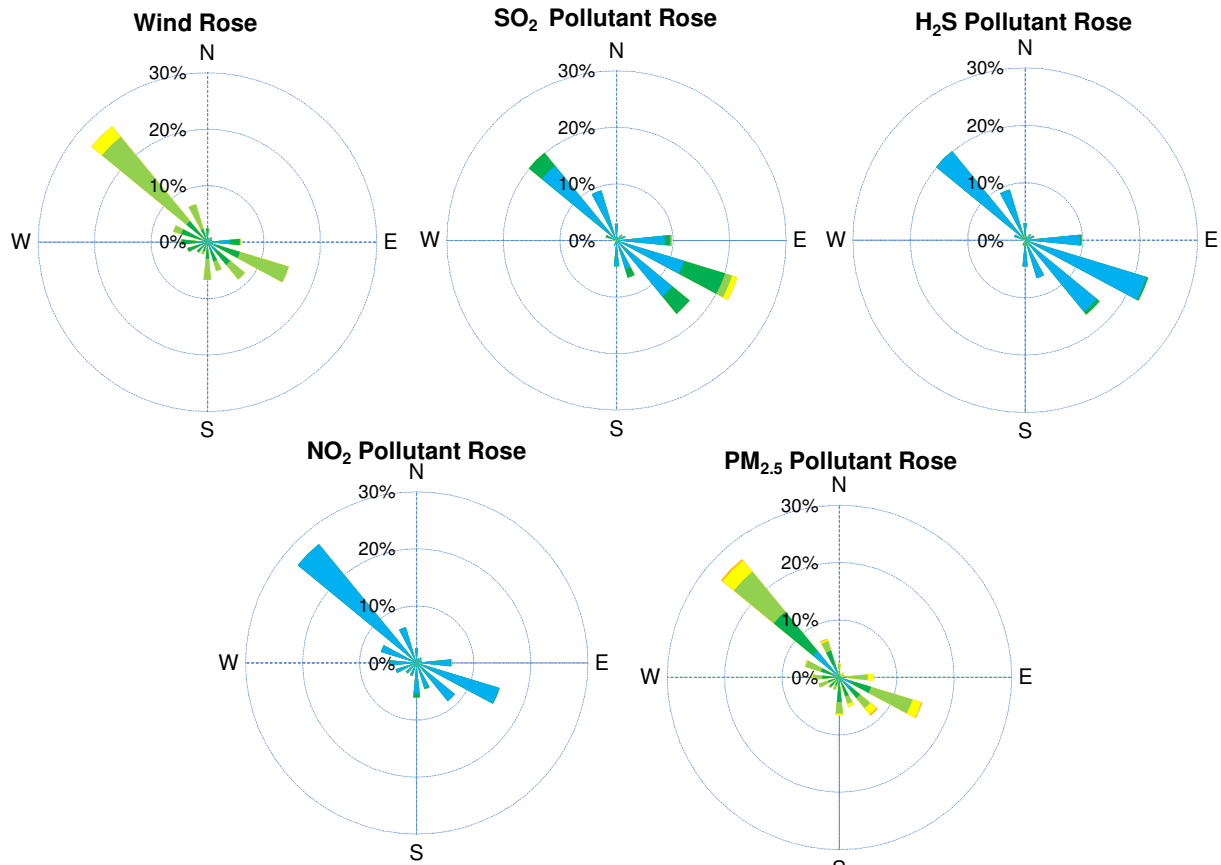 Wind Rose
N
30%
20%
10%
0%
W
E
S
SO₂ Pollutant Rose
N
30%
20%
10%
0%
W
E
S
H₂S Pollutant Rose
N
30%
20%
10%
0%
W
E
S
NO₂ Pollutant Rose
N
30%
20%
10%
0%
W
E
S
PM₂.₅ Pollutant Rose
N
30%
20%
10%
0%
W
E
S